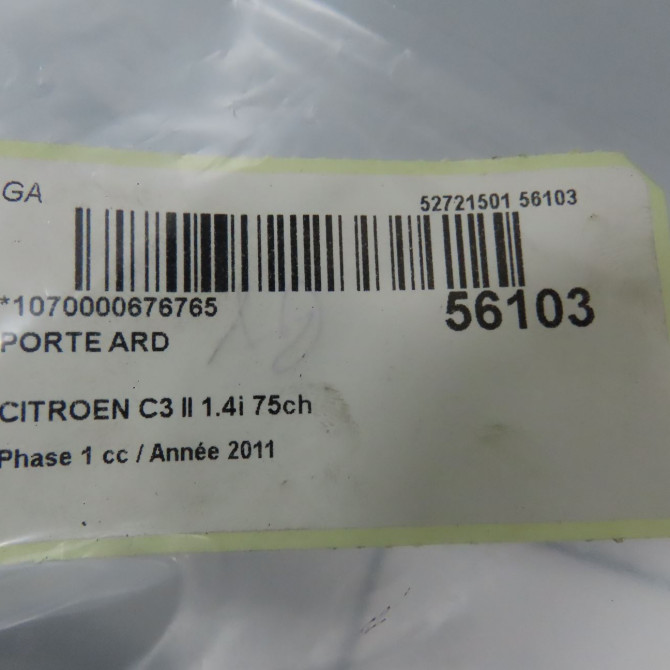 GA
52721501 56103
*1070000676765
56103
PORTE ARD
CITROEN C3 II 1.4i 75ch
Phase 1 cc / Année 2011